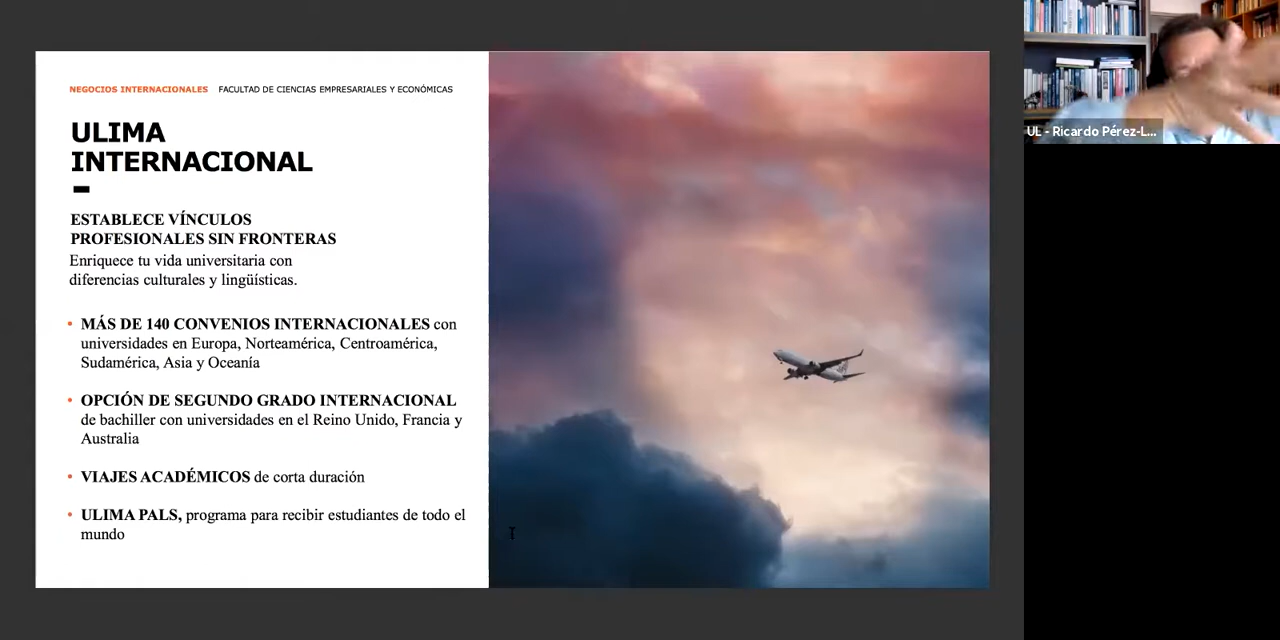 NEGOCIOS INTERNACIONALES FACULTAD DE CIENCIAS EMPRESARIALES Y ECONÓMICAS
ULIMA
INTERNACIONAL
ESTABLECE VÍNCULOS
PROFESIONALES SIN FRONTERAS
Enriquece tu vida universitaria con
diferencias culturales y lingüísticas.
• MÁS DE 140 CONVENIOS INTERNACIONALES con
universidades en Europa, Norteamérica, Centroamérica,
Sudamérica, Asia y Oceanía
• OPCIÓN DE SEGUNDO GRADO INTERNACIONAL
de bachiller con universidades en el Reino Unido, Francia y
Australia
• VIAJES ACADÉMICOS de corta duración
• ULIMA PALS, programa para recibir estudiantes de todo el
mundo
UL - Ricardo Pérez-L...